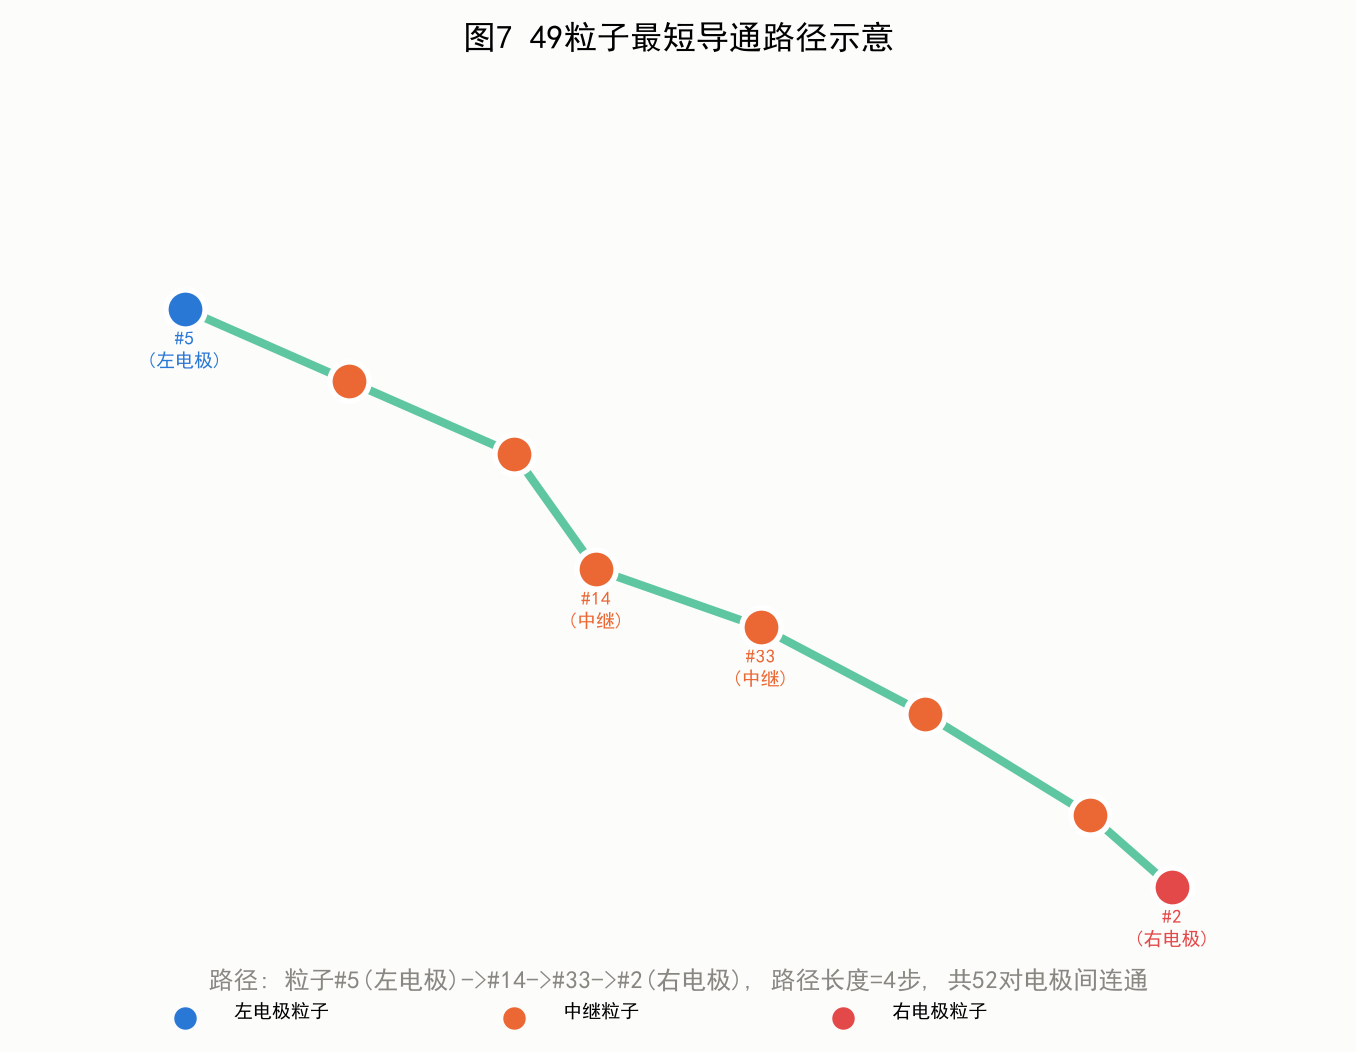 图7 49粒子最短导通路径示意
#5
(左电极)
#14
(中继)
#33
(中继)
#2
(右电极)
路径: 粒子#5(左电极)->#14->#33->#2(右电极), 路径长度=4步, 共52对电极间连通
左电极粒子
中继粒子
右电极粒子